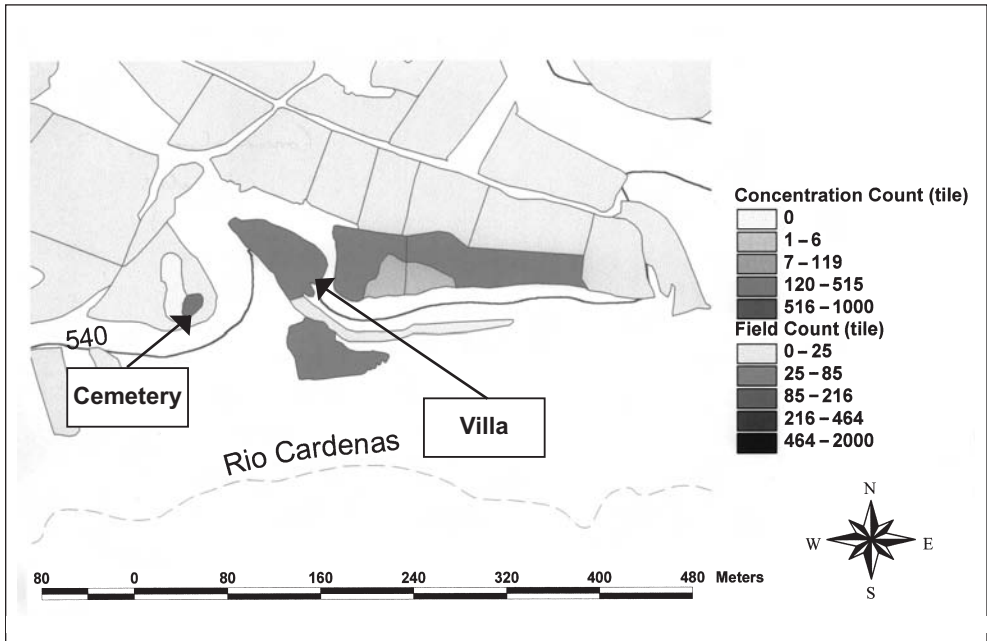 Concentration Count (tile)
0
1 – 6
7 – 119
120 – 515
516 – 1000
Field Count (tile)
0 – 25
25 – 85
85 – 216
216 – 464
464 – 2000
540
Cemetery
Villa
Rio Cardenas
N
W E
S
80 0 80 160 240 320 400 480 Meters